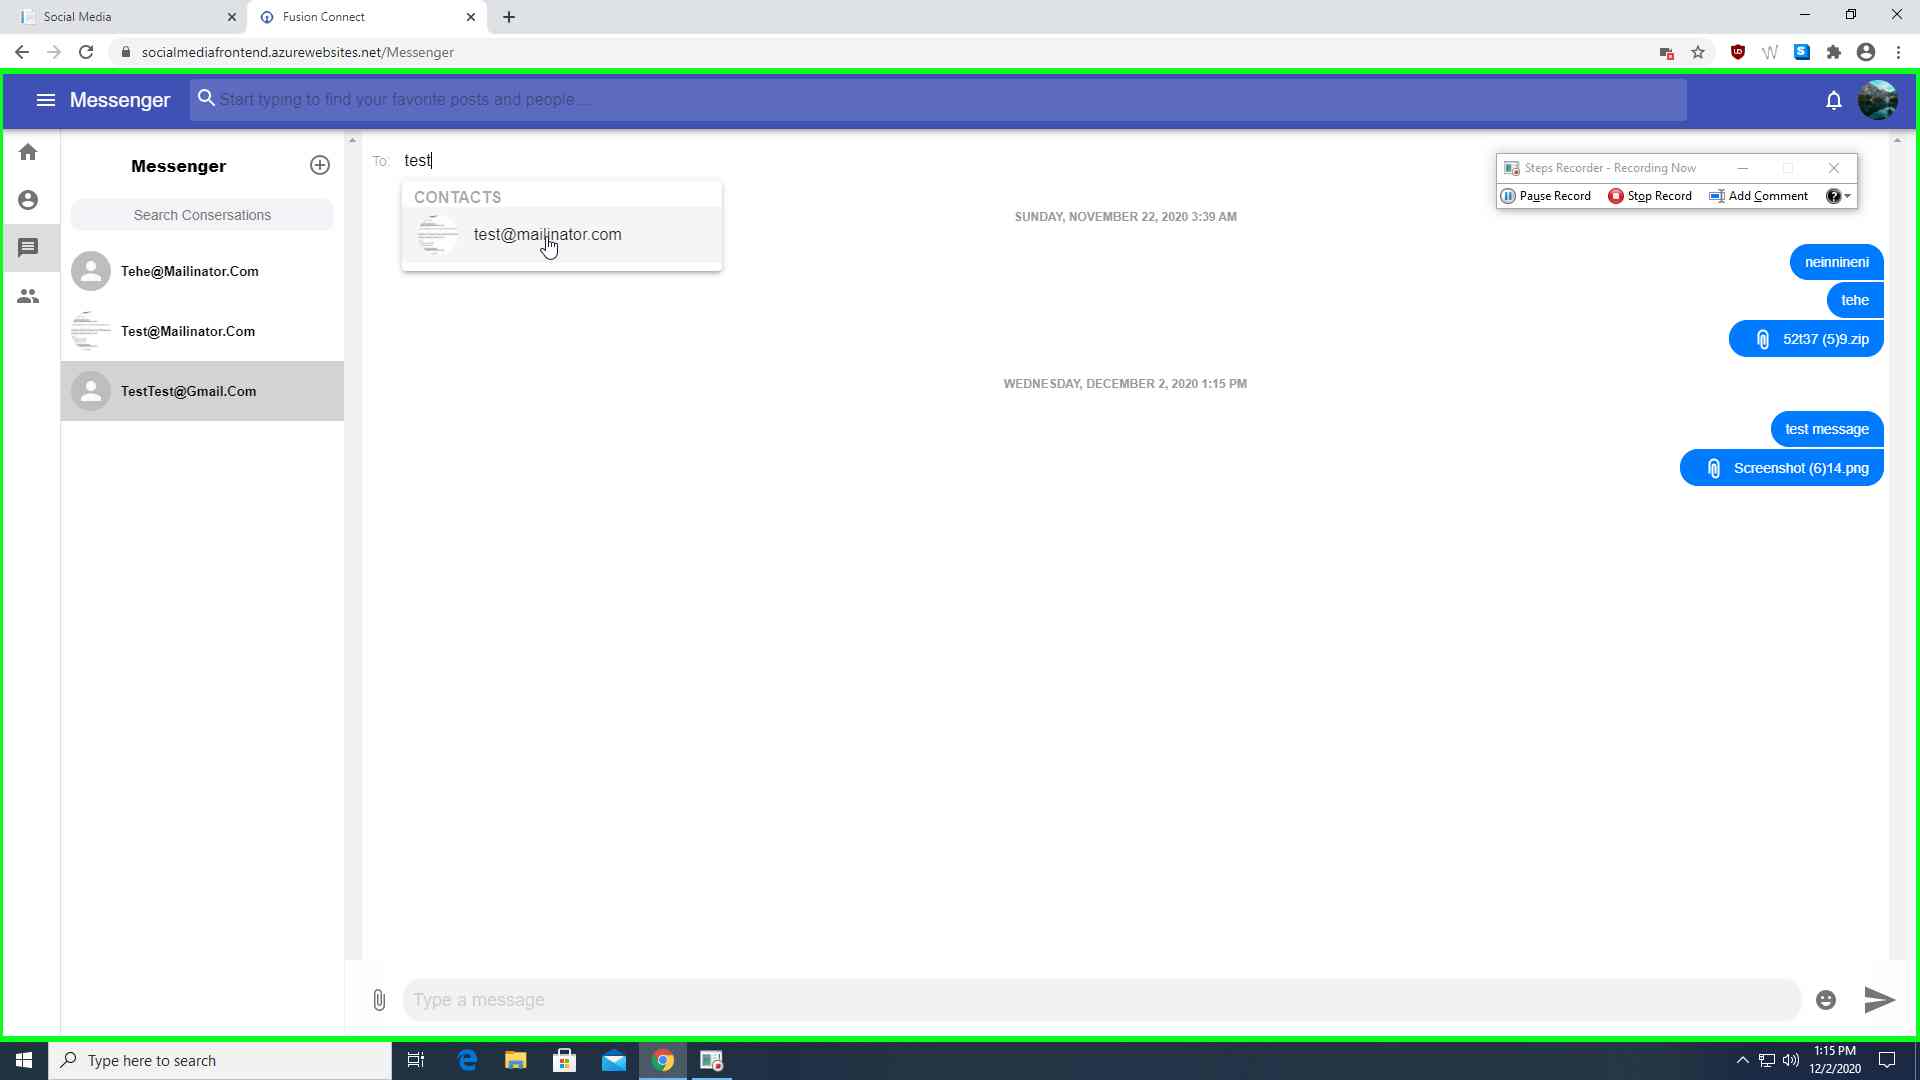 Social Media
Fusion Connect
socialmediafrontend.azurewebsites.net/Messenger
Messenger
Start typing to find your favorite posts and people....
Messenger
Search Consersations
Tehe@Mailinator.Com
Test@Mailinator.Com
TestTest@Gmail.Com
To: test
CONTACTS
test@mailinator.com
Steps Recorder - Recording Now
Pause Record Stop Record Add Comment
SUNDAY, NOVEMBER 22, 2020 3:39 AM
neinnineni
tehe
52t37 (5)9.zip
WEDNESDAY, DECEMBER 2, 2020 1:15 PM
test message
Screenshot (6)14.png
Type a message
Type here to search
1:15 PM
12/2/2020